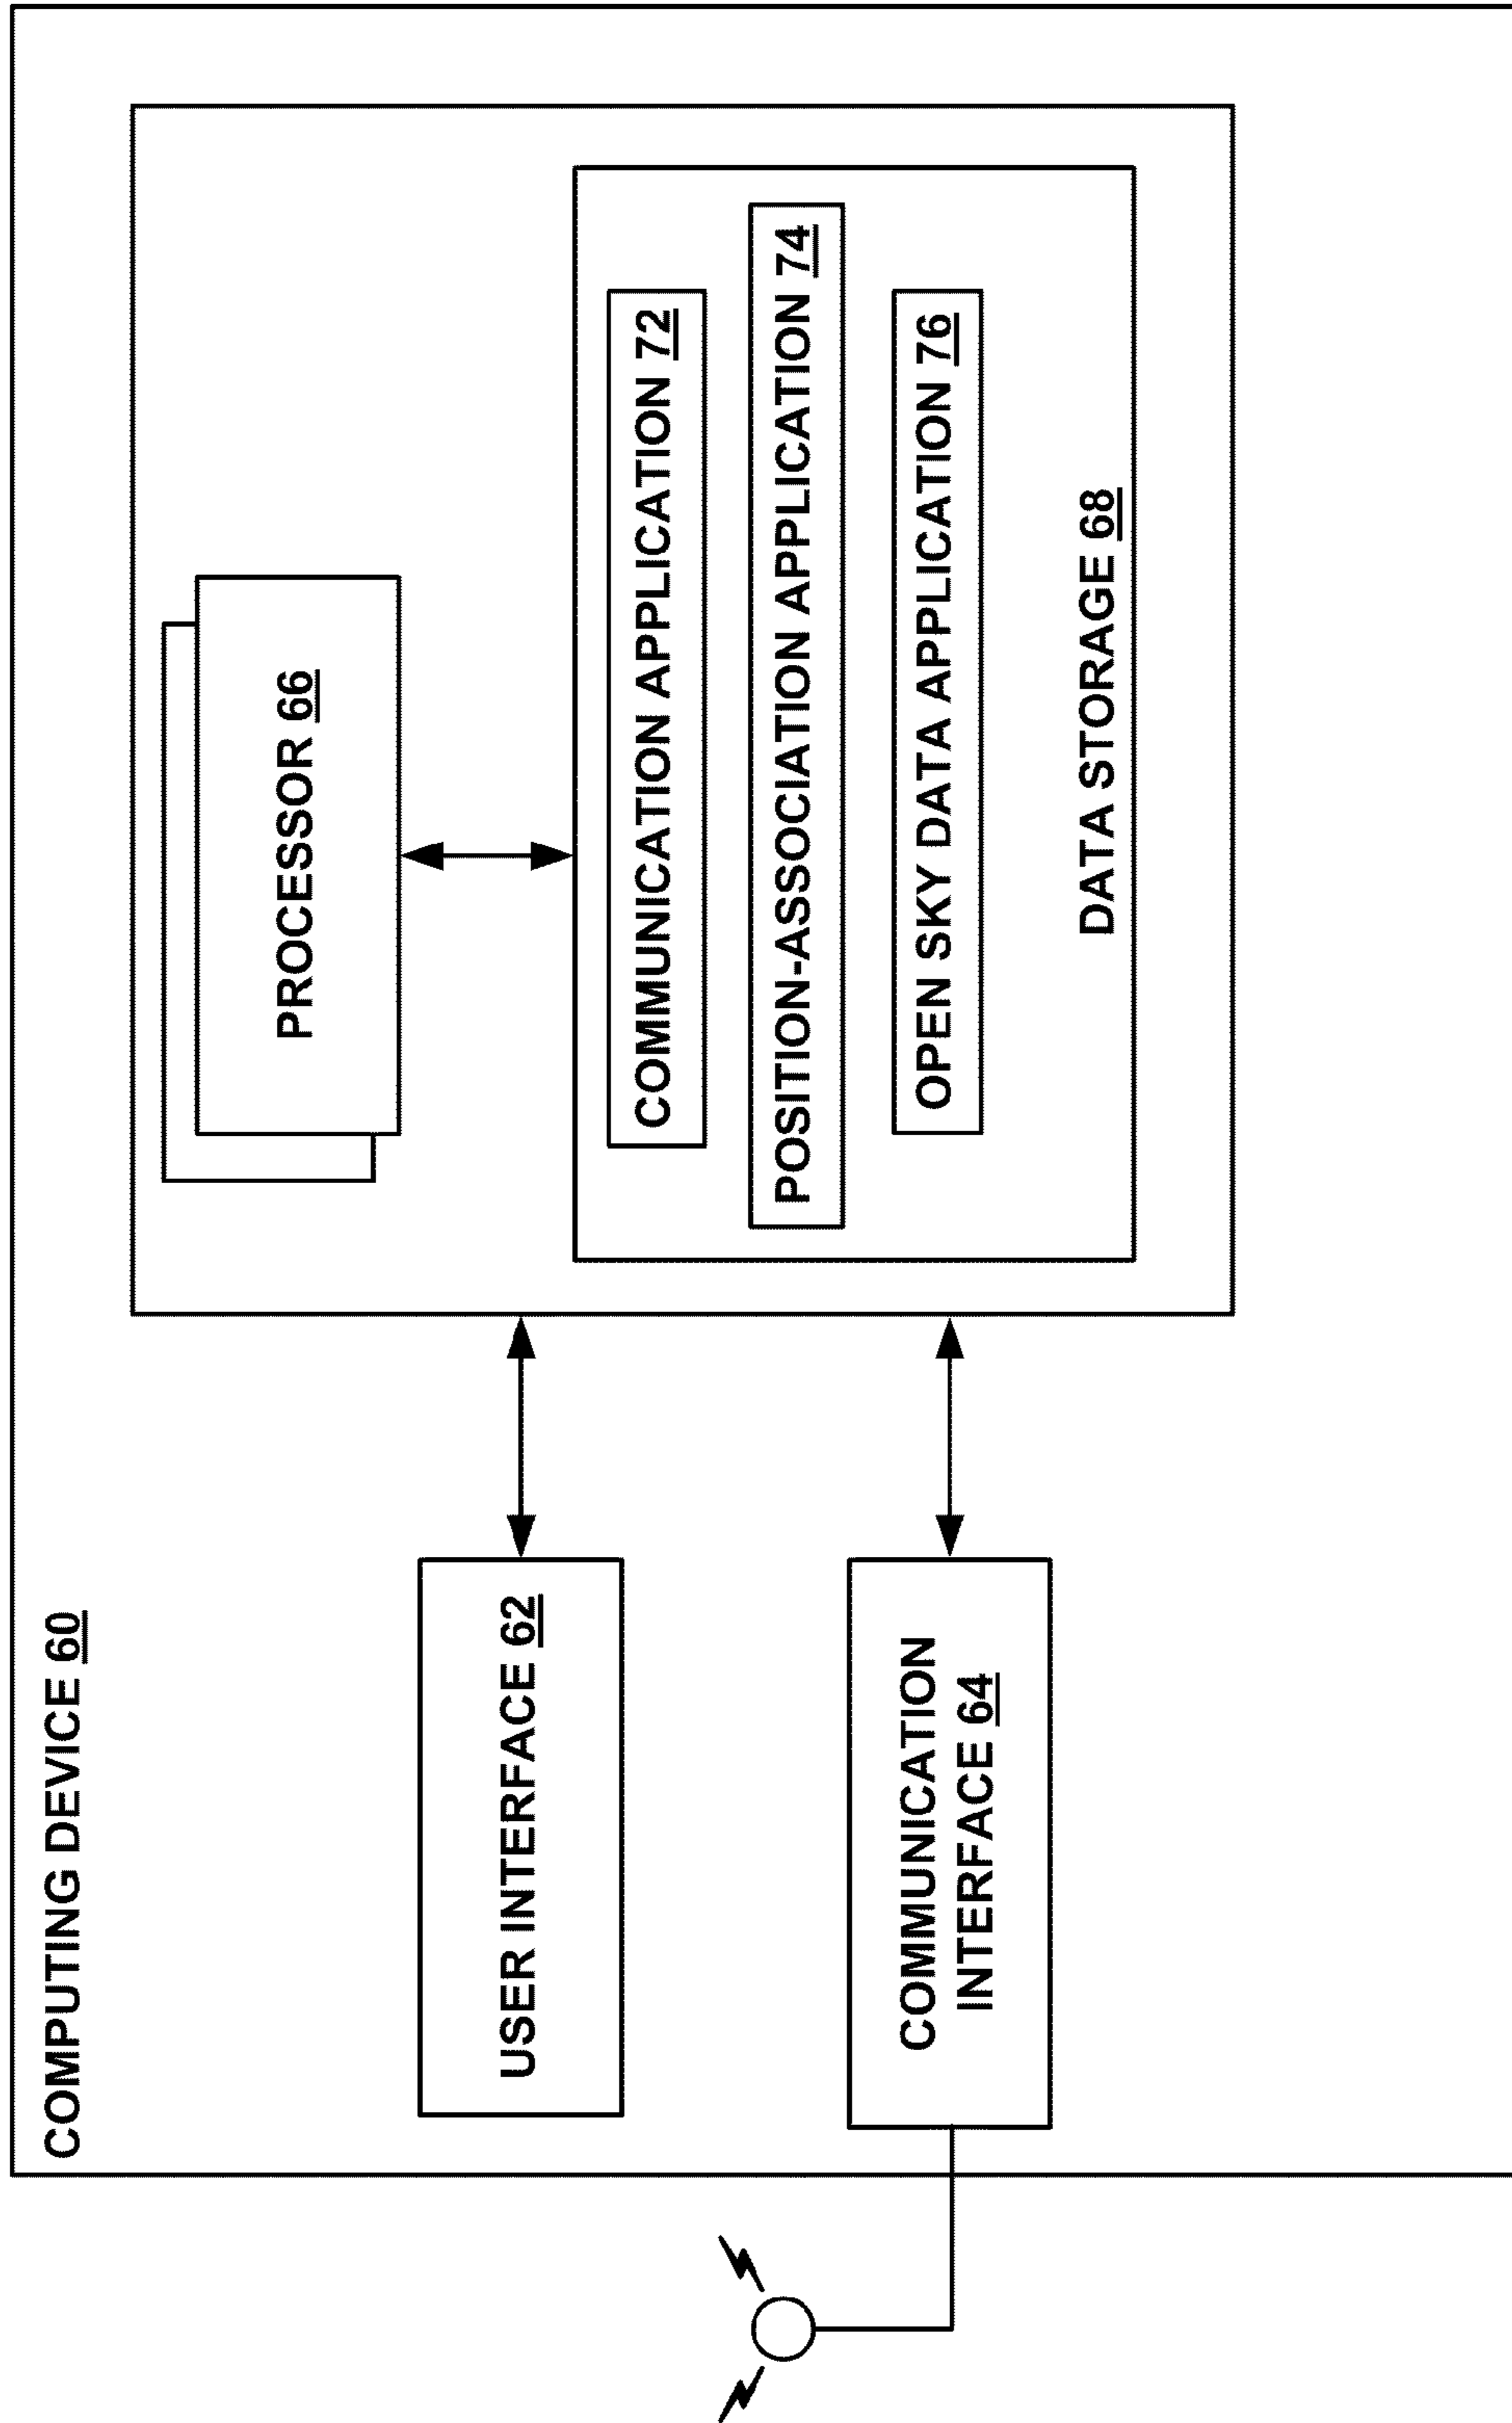 COMPUTING DEVICE 60
USER INTERFACE 62
COMMUNICATION
INTERFACE 64
PROCESSOR 66
COMMUNICATION APPLICATION 72
POSITION-ASSOCIATION APPLICATION 74
OPEN SKY DATA APPLICATION 76
DATA STORAGE 68